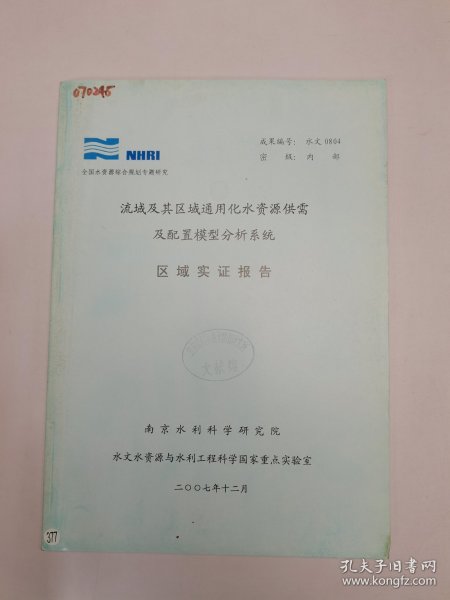 070245
NHRI
成果编号: 水文0804
密 级: 内 部
全国水资源综合规划专题研究
流域及其区域通用化水资源供需
及配置模型分析系统
区域实证报告
南京水利科学研究院
水文水资源与水利工程科学国家重点实验室
二〇〇七年十二月
377
孔夫子旧书网
www.kongfz.com